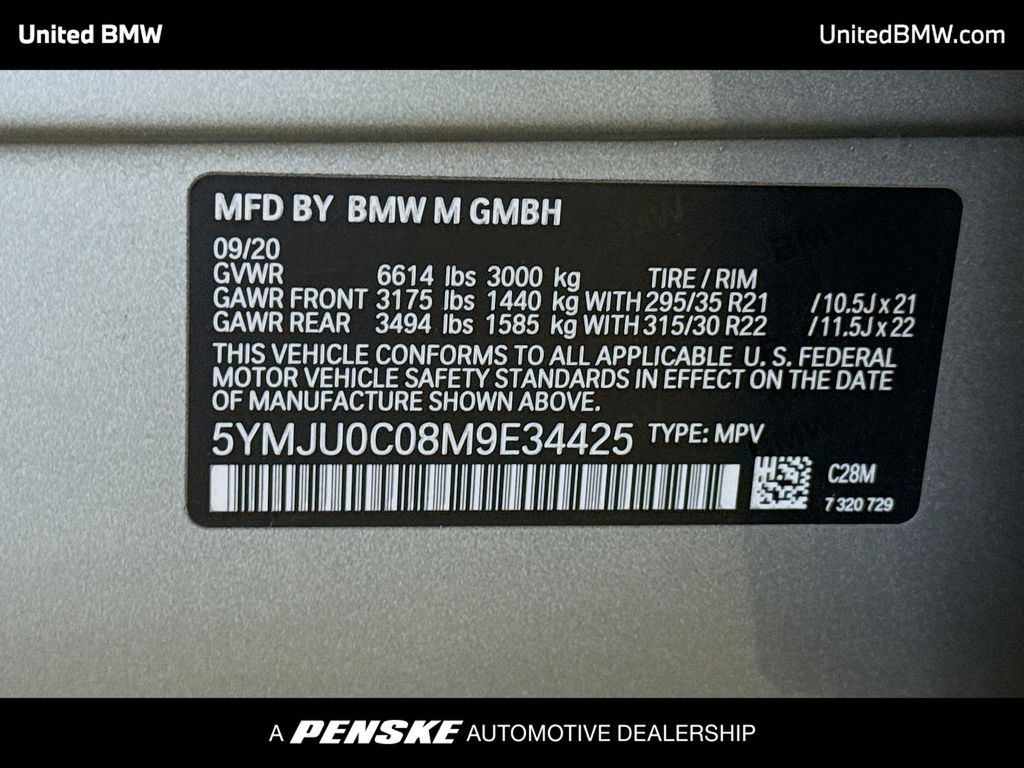 United BMW
UnitedBMW.com
MFD BY BMW M GMBH
09/20
GVWR 6614 lbs 3000 kg TIRE / RIM
GAWR FRONT 3175 lbs 1440 kg WITH 295/35 R21 /10.5J x 21
GAWR REAR 3494 lbs 1585 kg WITH 315/30 R22 /11.5J x 22
THIS VEHICLE CONFORMS TO ALL APPLICABLE U. S. FEDERAL
MOTOR VEHICLE SAFETY STANDARDS IN EFFECT ON THE DATE
OF MANUFACTURE SHOWN ABOVE.
5YMJU0C08M9E34425 TYPE: MPV
C28M
7 320 729
A PENSKE AUTOMOTIVE DEALERSHIP